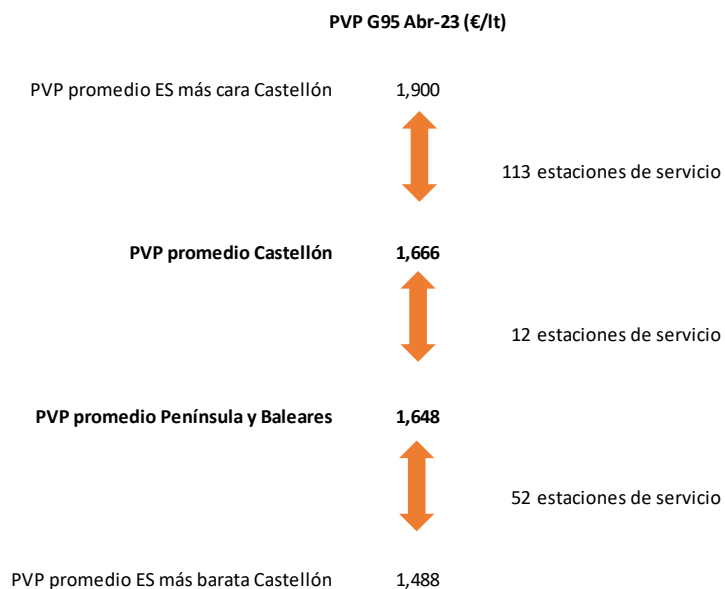 PVP G95 Abr-23 (€/lt)
PVP promedio ES más cara Castellón 1,900
113 estaciones de servicio
PVP promedio Castellón 1,666
12 estaciones de servicio
PVP promedio Península y Baleares 1,648
52 estaciones de servicio
PVP promedio ES más barata Castellón 1,488